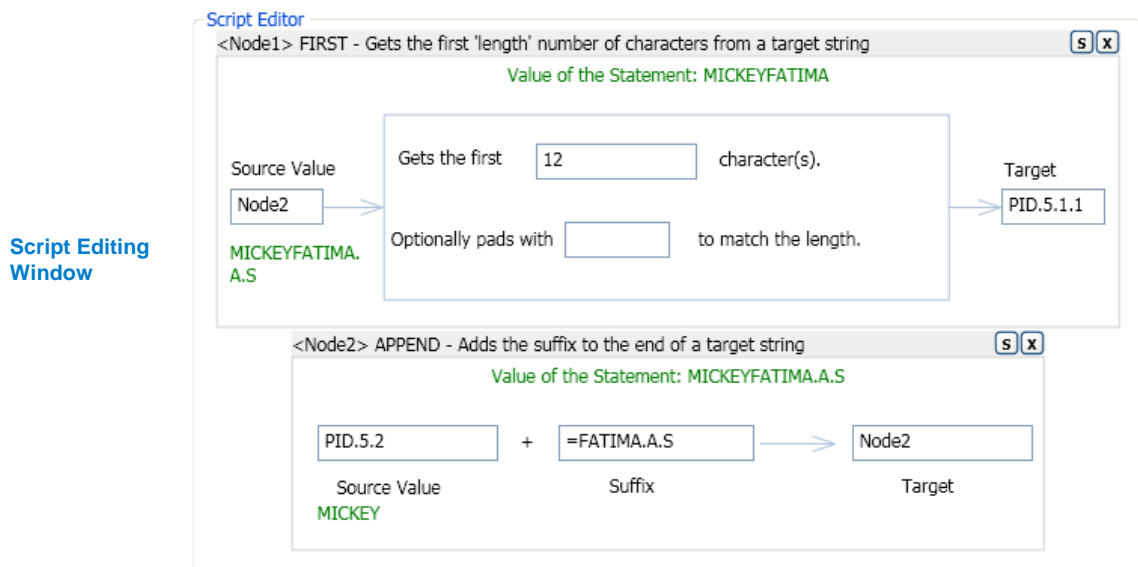 Script Editor
<Node1> FIRST - Gets the first 'length' number of characters from a target string
S X
Value of the Statement: MICKEYFATIMA
Gets the first 12 character(s).
Source Value
Target
Node2
PID.5.1.1
Optionally pads with to match the length.
MICKEYFATIMA.
A.S
Script Editing
Window
<Node2> APPEND - Adds the suffix to the end of a target string
S X
Value of the Statement: MICKEYFATIMA.A.S
PID.5.2 + =FATIMA.A.S Node2
Source Value Suffix Target
MICKEY